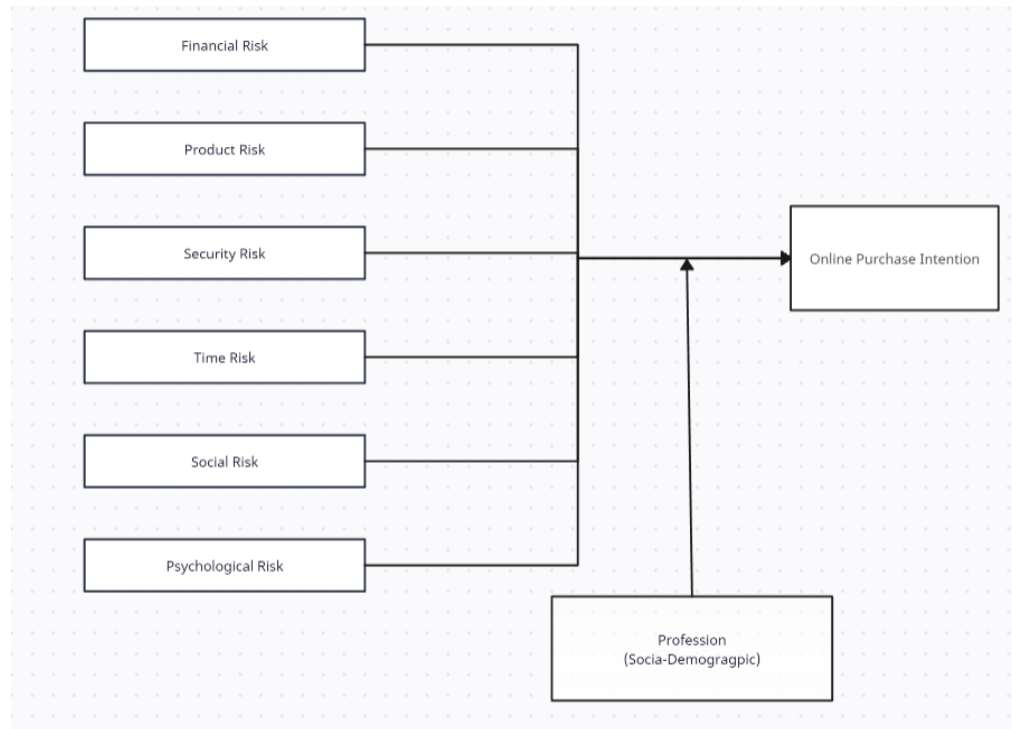 Financial Risk
Product Risk
Security Risk
Time Risk
Social Risk
Psychological Risk
Online Purchase Intention
Profession
(Socia-Demogragpic)